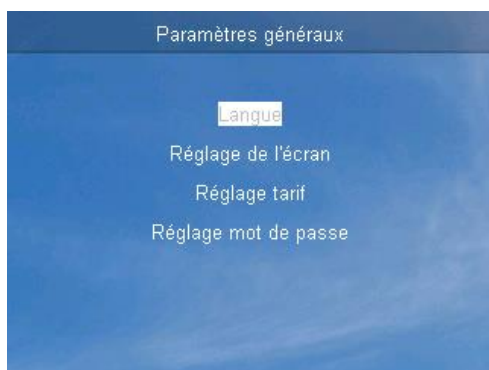 Paramètres généraux
Langue
Réglage de l'écran
Réglage tarif
Réglage mot de passe